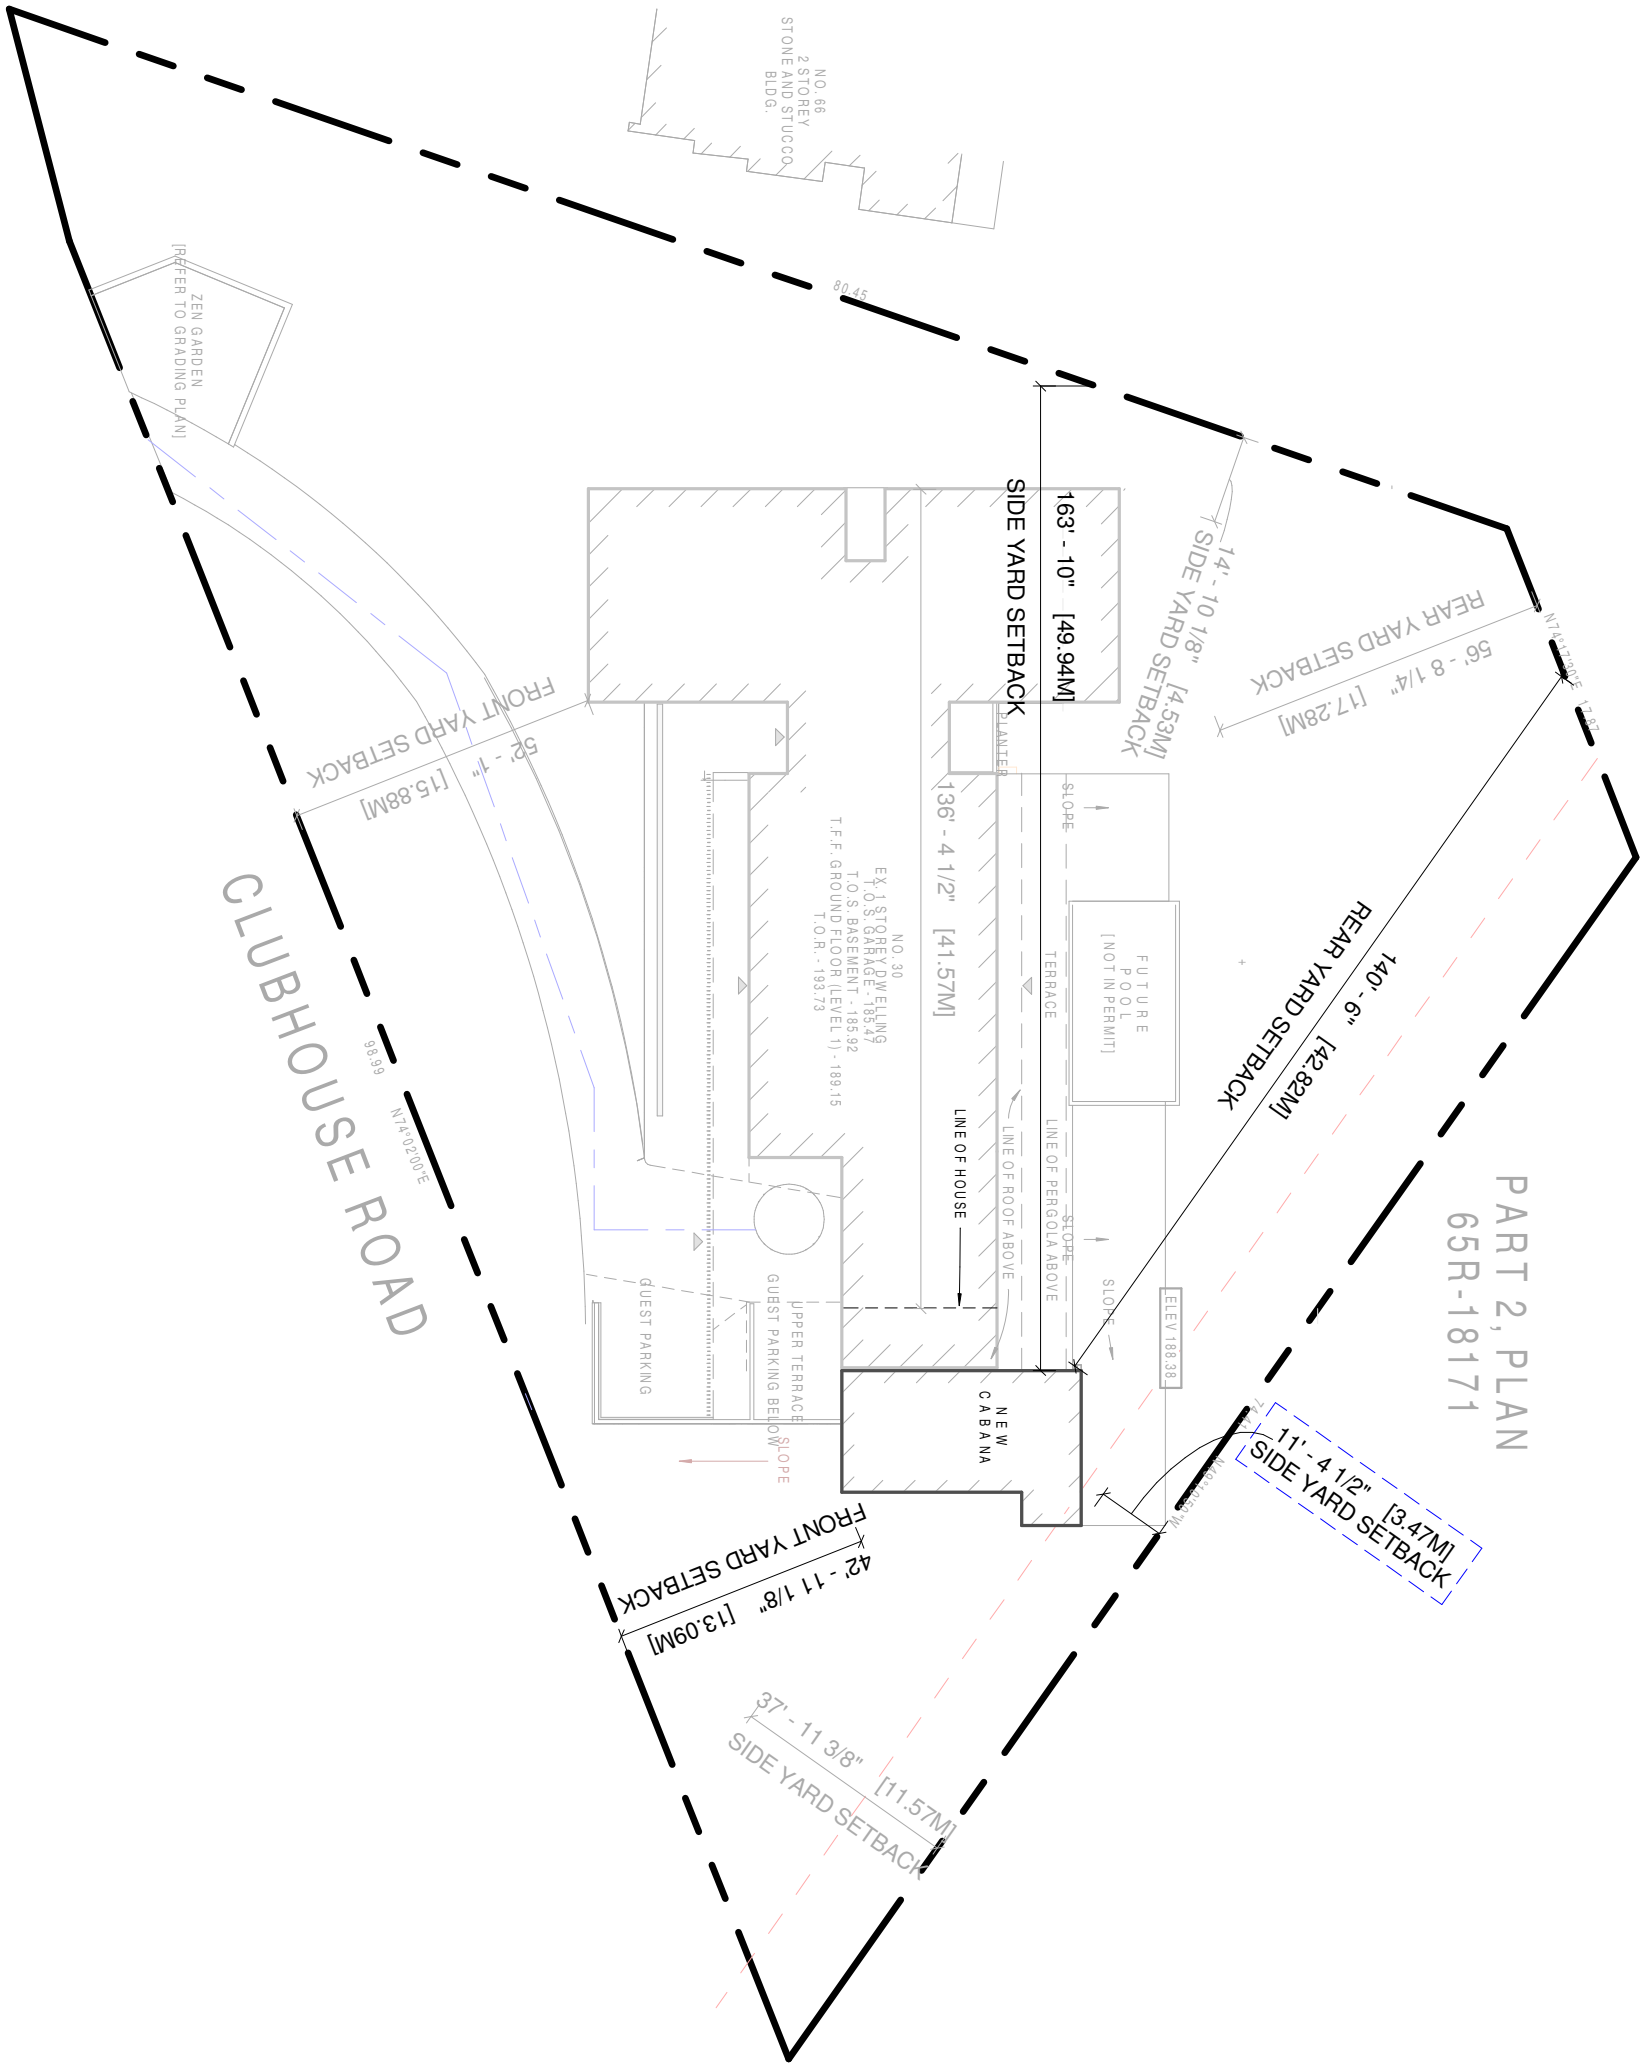 NO. 66
2 STOREY
STONE AND STUCCO
BLDG.
ZEN GARDEN
[REFER TO GRADING PLAN]
80.45
163' - 10" [49.94M]
SIDE YARD SETBACK
14' - 10 1/8" [4.53M]
SIDE YARD SETBACK
REAR YARD SETBACK
56' - 8 1/4" [17.28M]
N74°17'30"E 17.87
FRONT YARD SETBACK
52' - 1" [15.88M]
PLANTER
SLOPE
136' - 4 1/2" [41.57M]
NO. 30
EX. 1 STOREY DWELLING
T.O.S. GARAGE - 185.47
T.O.S. BASEMENT - 185.92
T.F.F. GROUND FLOOR (LEVEL 1) - 189.15
T.O.R. - 193.73
TERRACE
FUTURE
POOL
[NOT IN PERMIT]
140' - 6" [42.82M]
REAR YARD SETBACK
CLUBHOUSE ROAD
98.99
N74°02'00"E
LINE OF HOUSE
LINE OF ROOF ABOVE
LINE OF PERGOLA ABOVE
SLOPE
SLOPE
ELEV 188.38
PART 2, PLAN
65R-18171
GUEST PARKING
UPPER TERRACE
GUEST PARKING BELOW
SLOPE
NEW
CABANA
11' - 4 1/2" [3.47M]
SIDE YARD SETBACK
FRONT YARD SETBACK
42' - 11 1/8" [13.09M]
37' - 11 3/8" [11.57M]
SIDE YARD SETBACK